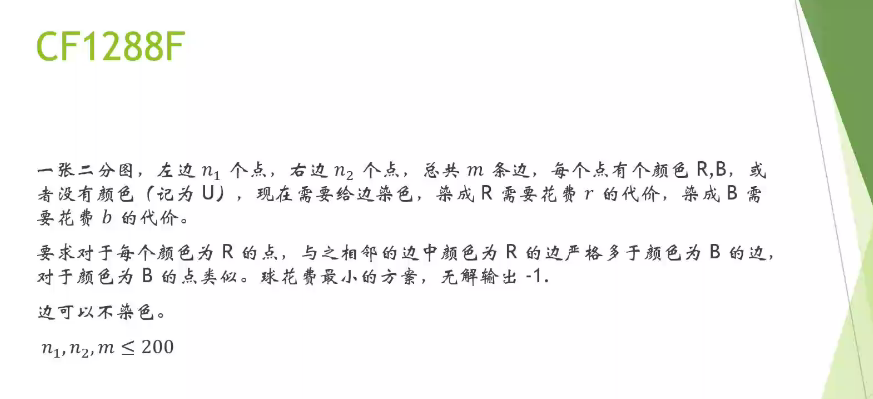 CF1288F
一张二分图，左边 n₁ 个点，右边 n₂ 个点，总共 m 条边，每个点有个颜色 R,B，或
者没有颜色（记为 U），现在需要给边染色，染成 R 需要花费 r 的代价，染成 B 需
要花费 b 的代价。
要求对于每个颜色为 R 的点，与之相邻的边中颜色为 R 的边严格多于颜色为 B 的边，
对于颜色为 B 的点类似。球花费最小的方案，无解输出 -1.
边可以不染色。
n₁, n₂, m ≤ 200